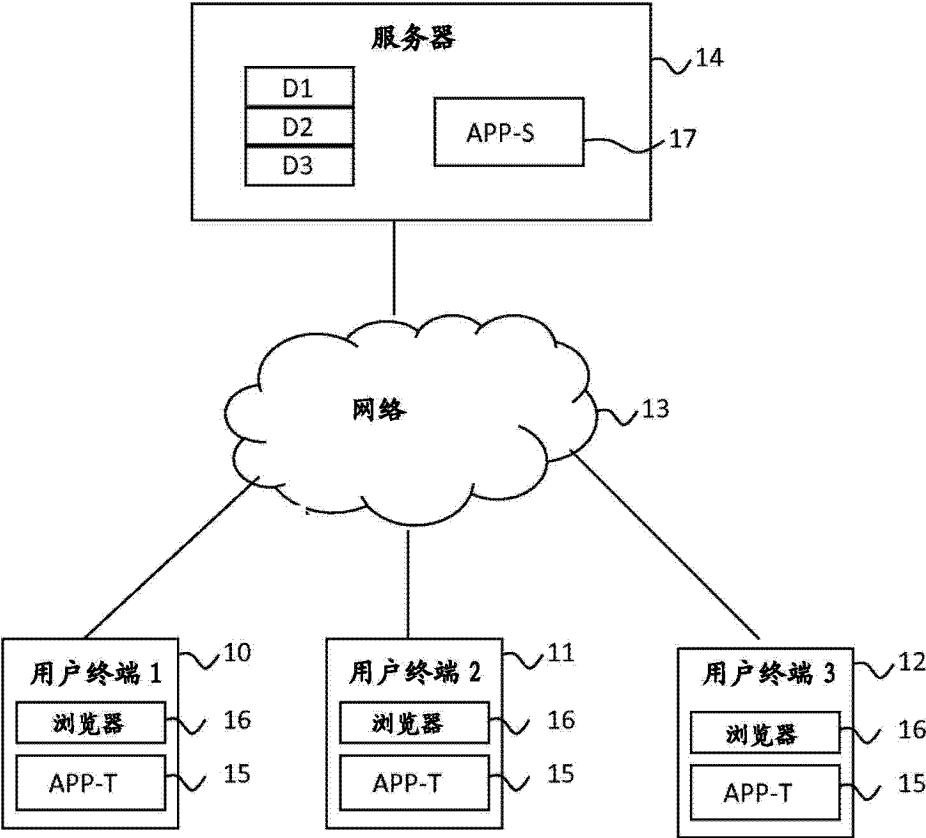 服务器
14
D1
D2
D3
APP-S
17
网络
13
用户终端 1
10
浏览器
16
APP-T
15
用户终端 2
11
浏览器
16
APP-T
15
用户终端 3
12
浏览器
16
APP-T
15